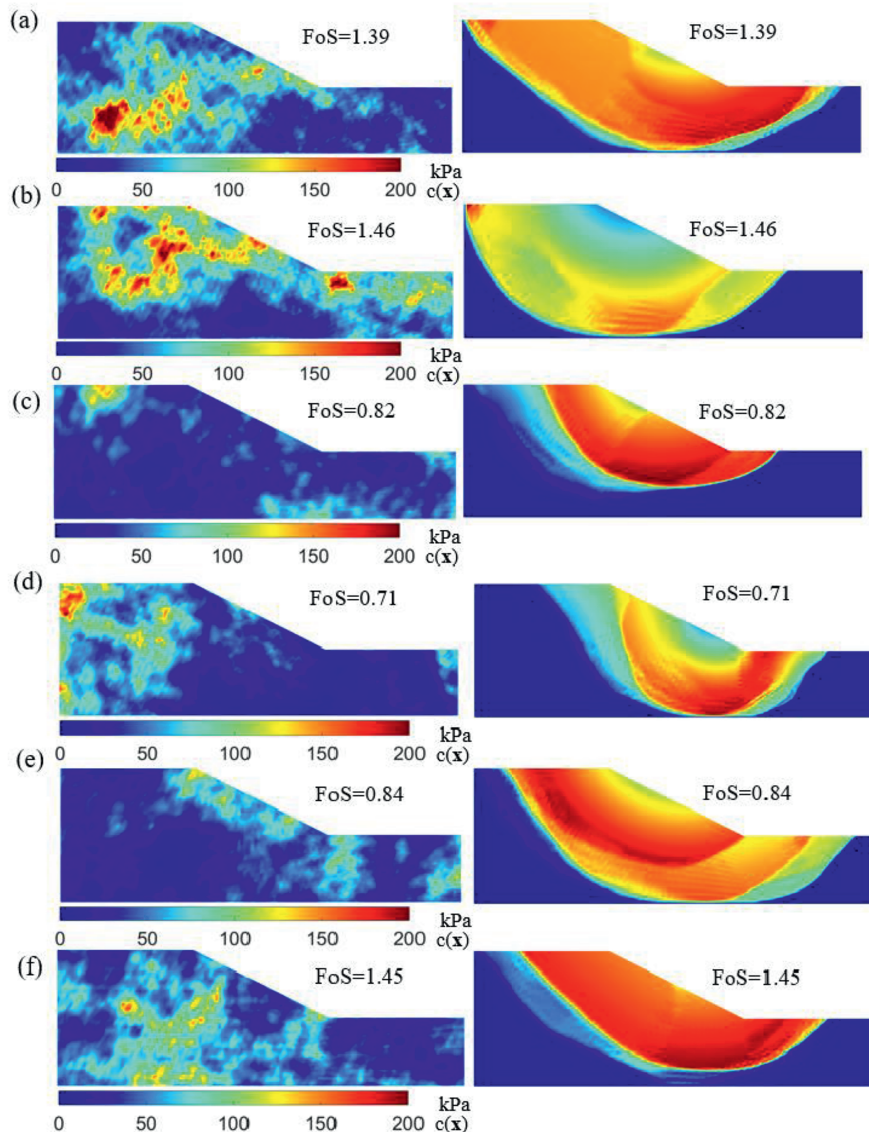 (a)
FoS=1.39
FoS=1.39
kPa
0 50 100 150 200 c(x)
(b)
FoS=1.46
FoS=1.46
kPa
0 50 100 150 200 c(x)
(c)
FoS=0.82
FoS=0.82
kPa
0 50 100 150 200 c(x)
(d)
FoS=0.71
FoS=0.71
kPa
0 50 100 150 200 c(x)
(e)
FoS=0.84
FoS=0.84
kPa
0 50 100 150 200 c(x)
(f)
FoS=1.45
FoS=1.45
kPa
0 50 100 150 200 c(x)